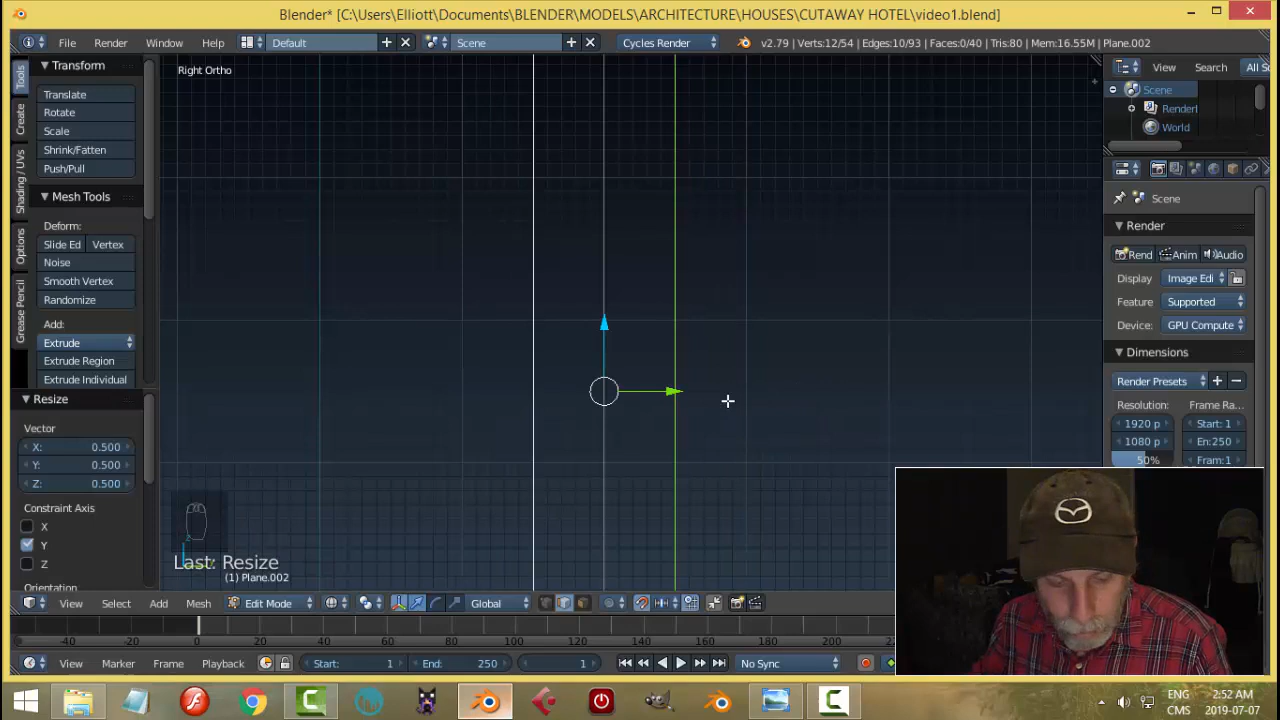 Blender* [C:\Users\Elliott\Documents\BLENDER\MODELS\ARCHITECTURE\HOUSES\CUTAWAY HOTEL\video1.blend]
File Render Window Help Default Scene Cycles Render v2.79 | Verts:12/54 | Edges:10/93 | Faces:0/40 | Tris:80 | Mem:16.55M | Plane.002
Tools
Create
Shading / UVs
Options
Grease Pencil
Transform
Translate
Rotate
Scale
Shrink/Fatten
Push/Pull
Mesh Tools
Deform:
Slide Ed Vertex
Noise
Smooth Vertex
Randomize
Add:
Extrude
Extrude Region
Extrude Individual
Resize
Vector
X: 0.500
Y: 0.500
Z: 0.500
Constraint Axis
X
Y
Z
Orientation
Right Ortho
Last: Resize
(1) Plane.002
View Search All S
Scene
Renderl
World
Scene
Render
Rend Anim Audio
Display Image Edi
Feature Supported
Device: GPU Compute
Dimensions
Render Presets
Resolution: Frame Ra...
1920 p Start: 1
1080 p En:250
50% Fram:1
View Select Add Mesh Edit Mode Global
-40 -20 0 20 40 60 80 100 120 140 160 180 200
View Marker Frame Playback Start: 1 End: 250 1 No Sync
ENG
CMS
2:52 AM
2019-07-07